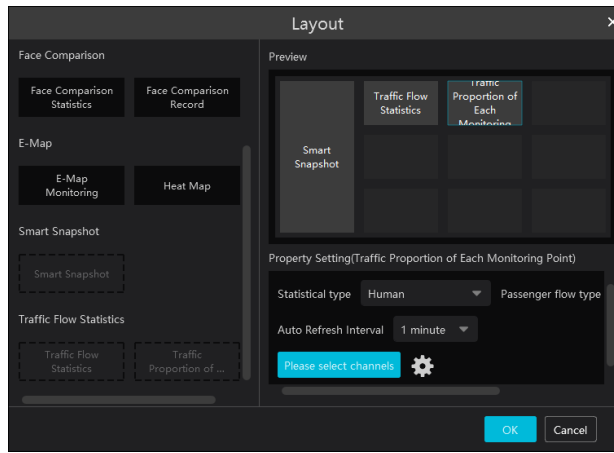 Layout
Face Comparison
Face Comparison
Statistics
Face Comparison
Record
E-Map
E-Map
Monitoring
Heat Map
Smart Snapshot
Smart Snapshot
Traffic Flow Statistics
Traffic Flow
Statistics
Traffic
Proportion of ...
Preview
Smart
Snapshot
Traffic Flow
Statistics
Traffic
Proportion of
Each
Monitoring
Property Setting(Traffic Proportion of Each Monitoring Point)
Statistical type Human Passenger flow type
Auto Refresh Interval 1 minute
Please select channels
OK Cancel